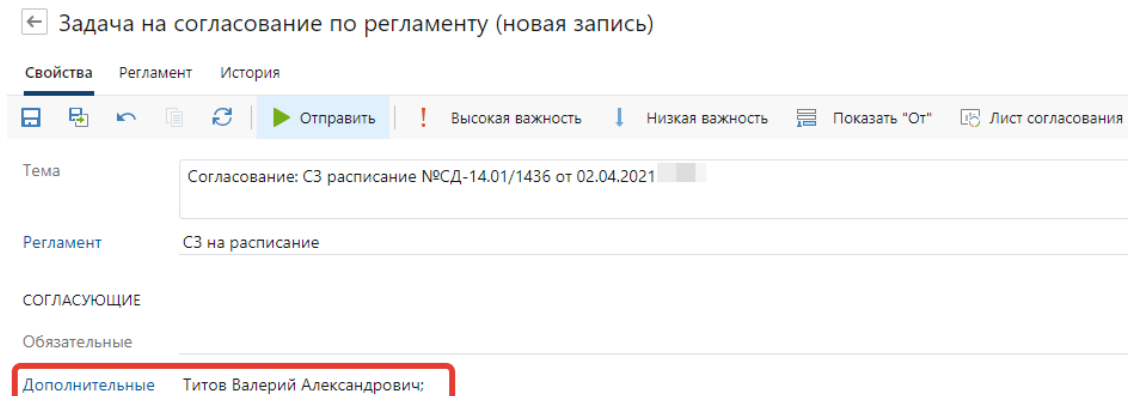 Задача на согласование по регламенту (новая запись)
Свойства Регламент История
Отправить ! Высокая важность Низкая важность Показать "От" Лист согласования
Тема Согласование: СЗ расписание №СД-14.01/1436 от 02.04.2021
Регламент СЗ на расписание
СОГЛАСУЮЩИЕ
Обязательные
Дополнительные Титов Валерий Александрович;